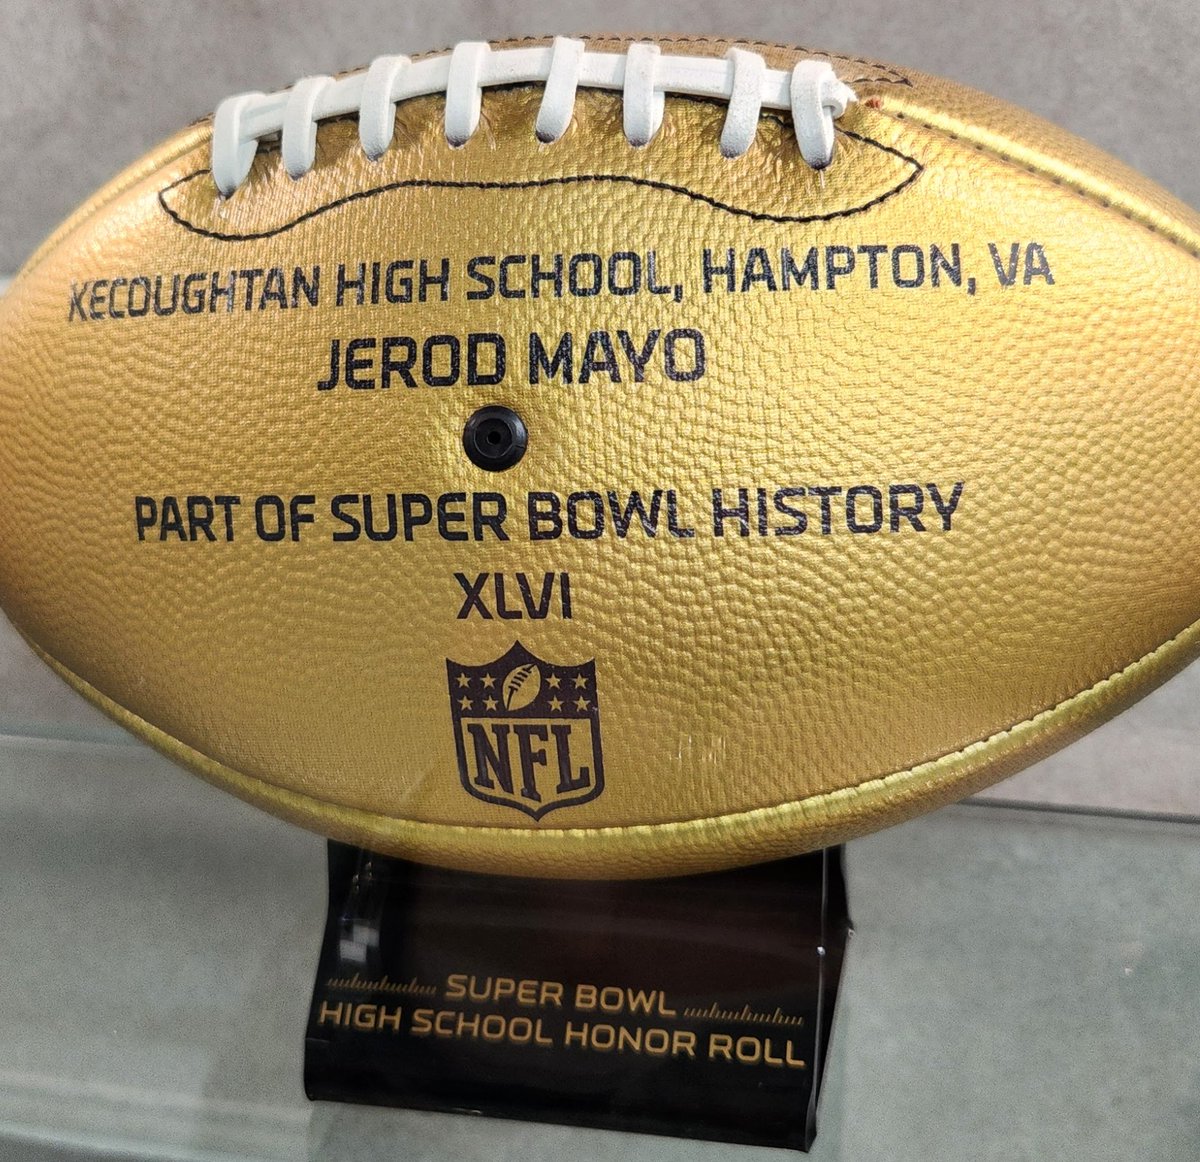 KECOUGHTAN HIGH SCHOOL, HAMPTON, VA
JEROD MAYO
PART OF SUPER BOWL HISTORY
XLVI
NFL
SUPER BOWL
HIGH SCHOOL HONOR ROLL